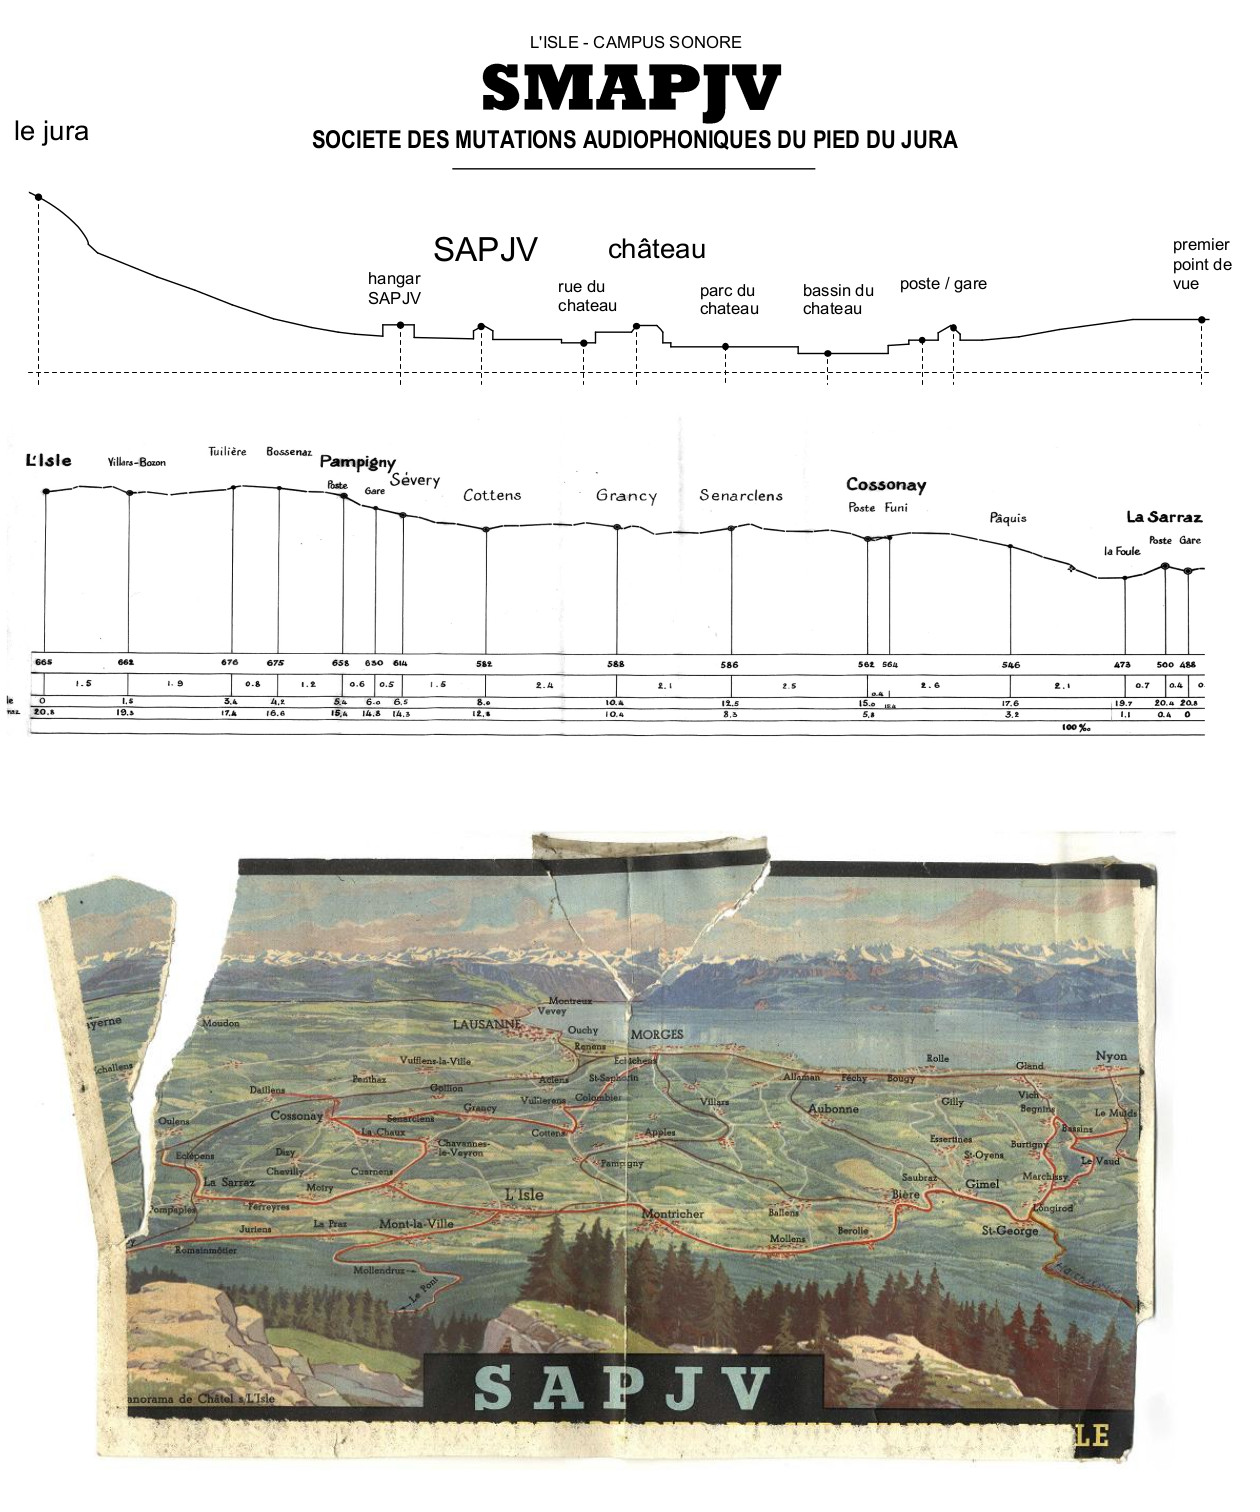 L'ISLE - CAMPUS SONORE
SMAPJV
SOCIETE DES MUTATIONS AUDIOPHONIQUES DU PIED DU JURA
le jura
SAPJV
château
premier
point de
vue
hangar
SAPJV
rue du
chateau
parc du
chateau
bassin du
chateau
poste / gare
L'Isle
Villars-Bozon
Tuilière
Bossenaz
Pampigny
Poste
Gare
Sévery
Cottens
Grancy
Senarclens
Cossonay
Poste Funi
Pâquis
La Sarraz
la Foule
Poste Gare
665 662 676 675 658 630 614 582 588 586 562 564 546 473 500 488
1.5 1.9 0.8 1.2 0.6 0.5 1.5 2.4 2.1 2.5 0.4 2.6 2.1 0.7 0.4 0.
le 0 1.5 3.4 4.2 5.4 6.0 6.5 8.0 10.4 12.5 15.0 15.4 17.6 19.7 20.4 20.8
naz 20.8 19.3 17.4 16.6 15.4 14.8 14.3 12.8 10.4 8.3 5.8 3.2 1.1 0.4 0
100 ‰
Montreux
Vevey
LAUSANNE
Ouchy
MORGES
Renens
yerne
Moudon
challens
Vufflens-la-Ville
Echichens
Rolle
Gland
Nyon
Penthaz
Aclens
St-Saphorin
Allaman
Féchy
Bougy
Daillens
Gollion
Vullierens
Colombier
Villars
Gilly
Vich
Begnins
Le Muids
Cossonay
Senarclens
Grancy
Aubonne
Oulens
La Chaux
Cottens
Apples
Essertines
Burtigny
Bassins
Chavannes-
le-Veyron
Eclépens
Dizy
Chevilly
Cuarnens
Pampigny
St-Oyens
Le Vaud
La Sarraz
Moiry
L'Isle
Saubraz
Gimel
Marchissy
Bière
Pompaples
Ferreyres
Longirod
La Praz
Mont-la-Ville
Montricher
Ballens
Juriens
Berolle
St-George
Romainmôtier
Mollens
Mollendruz
Le Pont
SAPJV
anorama de Châtel s/L'Isle
LE